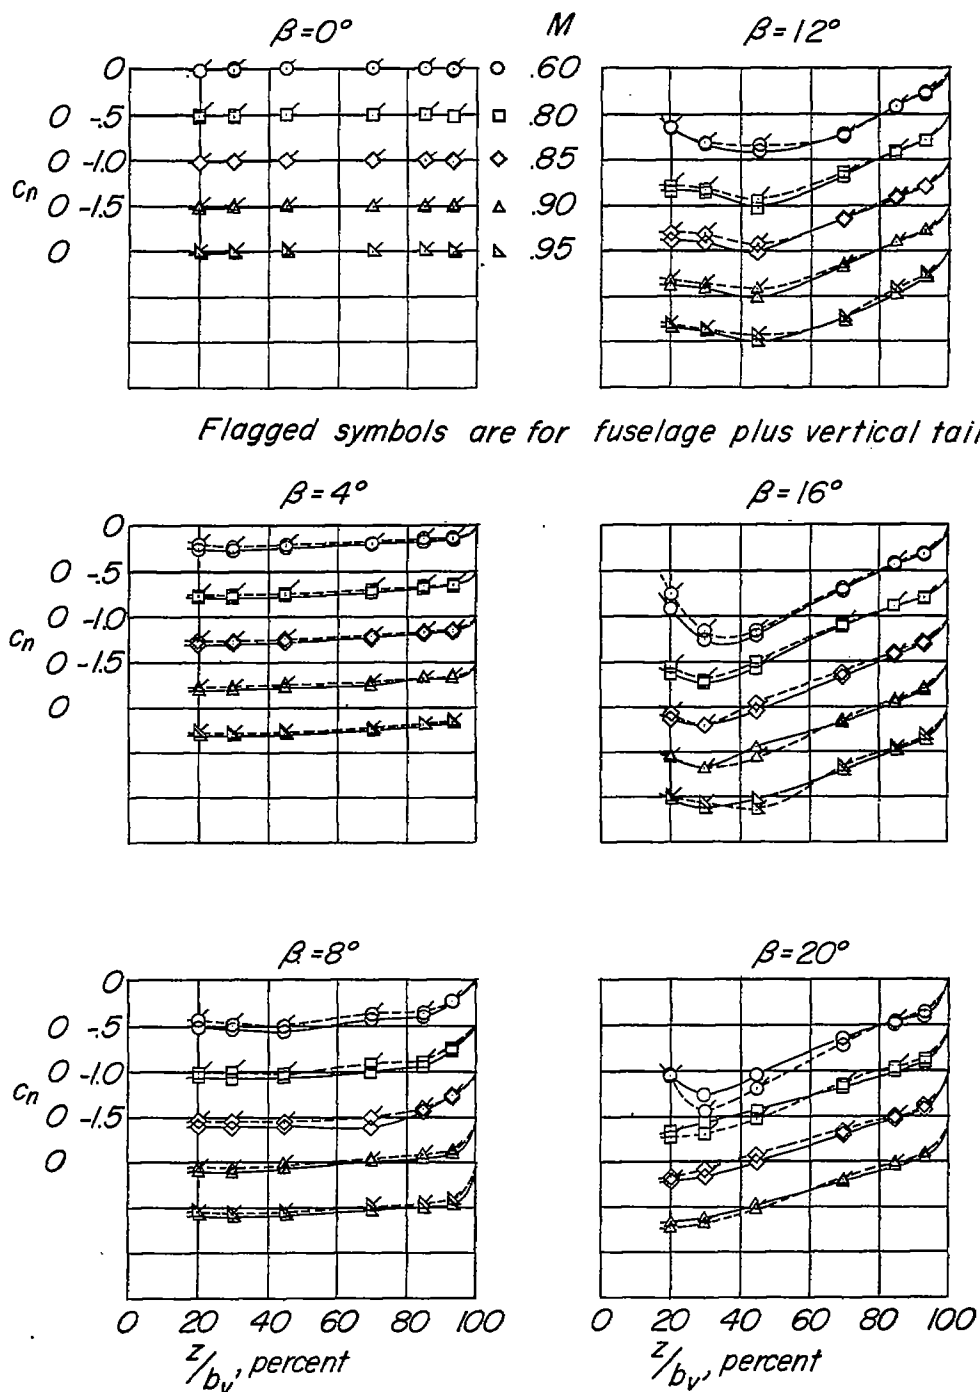 β=0° M β=12°
0 .60
0 -.5 .80
0 -1.0 .85
cn 0 -1.5 .90
0 .95
Flagged symbols are for fuselage plus vertical tail
β=4° β=16°
0
0 -.5
0 -1.0
cn
0 -1.5
0
β=8° β=20°
0
0 -.5
0 -1.0
cn
0 -1.5
0
0 20 40 60 80 100 0 20 40 60 80 100
z/bv, percent z/bv, percent